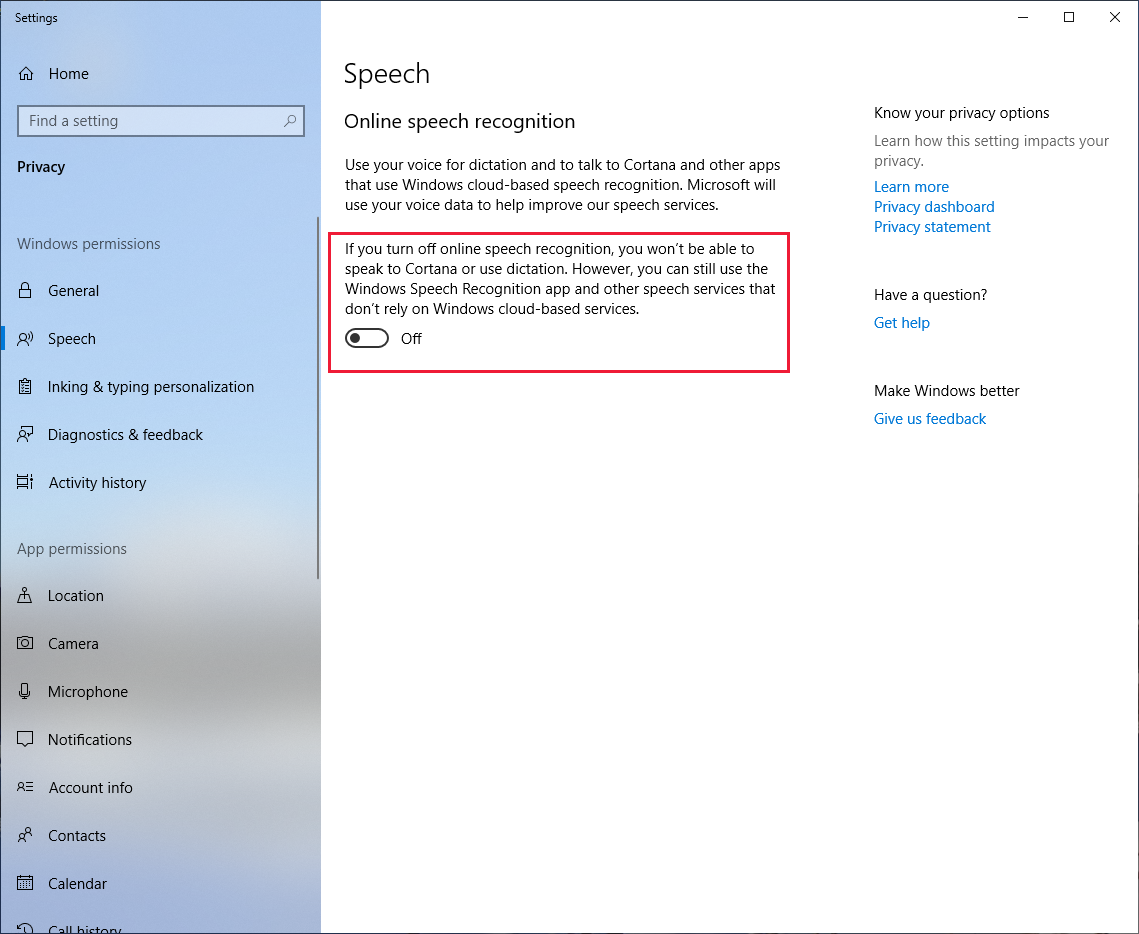 Settings
Home
Find a setting
Privacy
Windows permissions
General
Speech
Inking & typing personalization
Diagnostics & feedback
Activity history
App permissions
Location
Camera
Microphone
Notifications
Account info
Contacts
Calendar
Call history
Speech
Online speech recognition
Use your voice for dictation and to talk to Cortana and other apps
that use Windows cloud-based speech recognition. Microsoft will
use your voice data to help improve our speech services.
If you turn off online speech recognition, you won’t be able to
speak to Cortana or use dictation. However, you can still use the
Windows Speech Recognition app and other speech services that
don’t rely on Windows cloud-based services.
Off
Know your privacy options
Learn how this setting impacts your
privacy.
Learn more
Privacy dashboard
Privacy statement
Have a question?
Get help
Make Windows better
Give us feedback